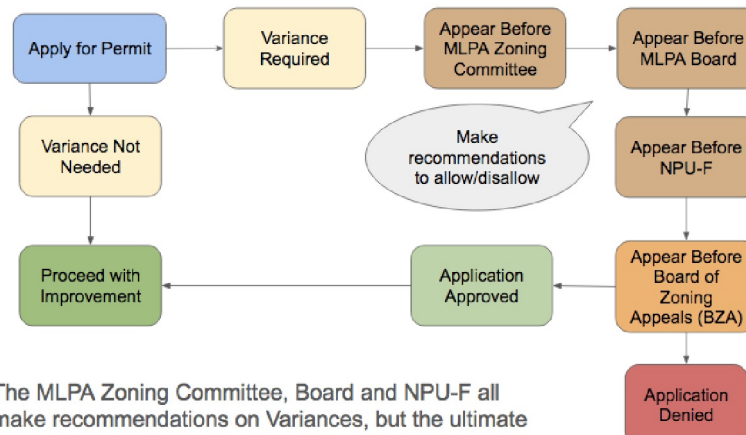 Apply for Permit
Variance
Required
Appear Before
MLPA Zoning
Committee
Appear Before
MLPA Board
Variance Not
Needed
Make
recommendations
to allow/disallow
Appear Before
NPU-F
Proceed with
Improvement
Application
Approved
Appear Before
Board of
Zoning
Appeals (BZA)
The MLPA Zoning Committee, Board and NPU-F all
make recommendations on Variances, but the ultimate
Application
Denied